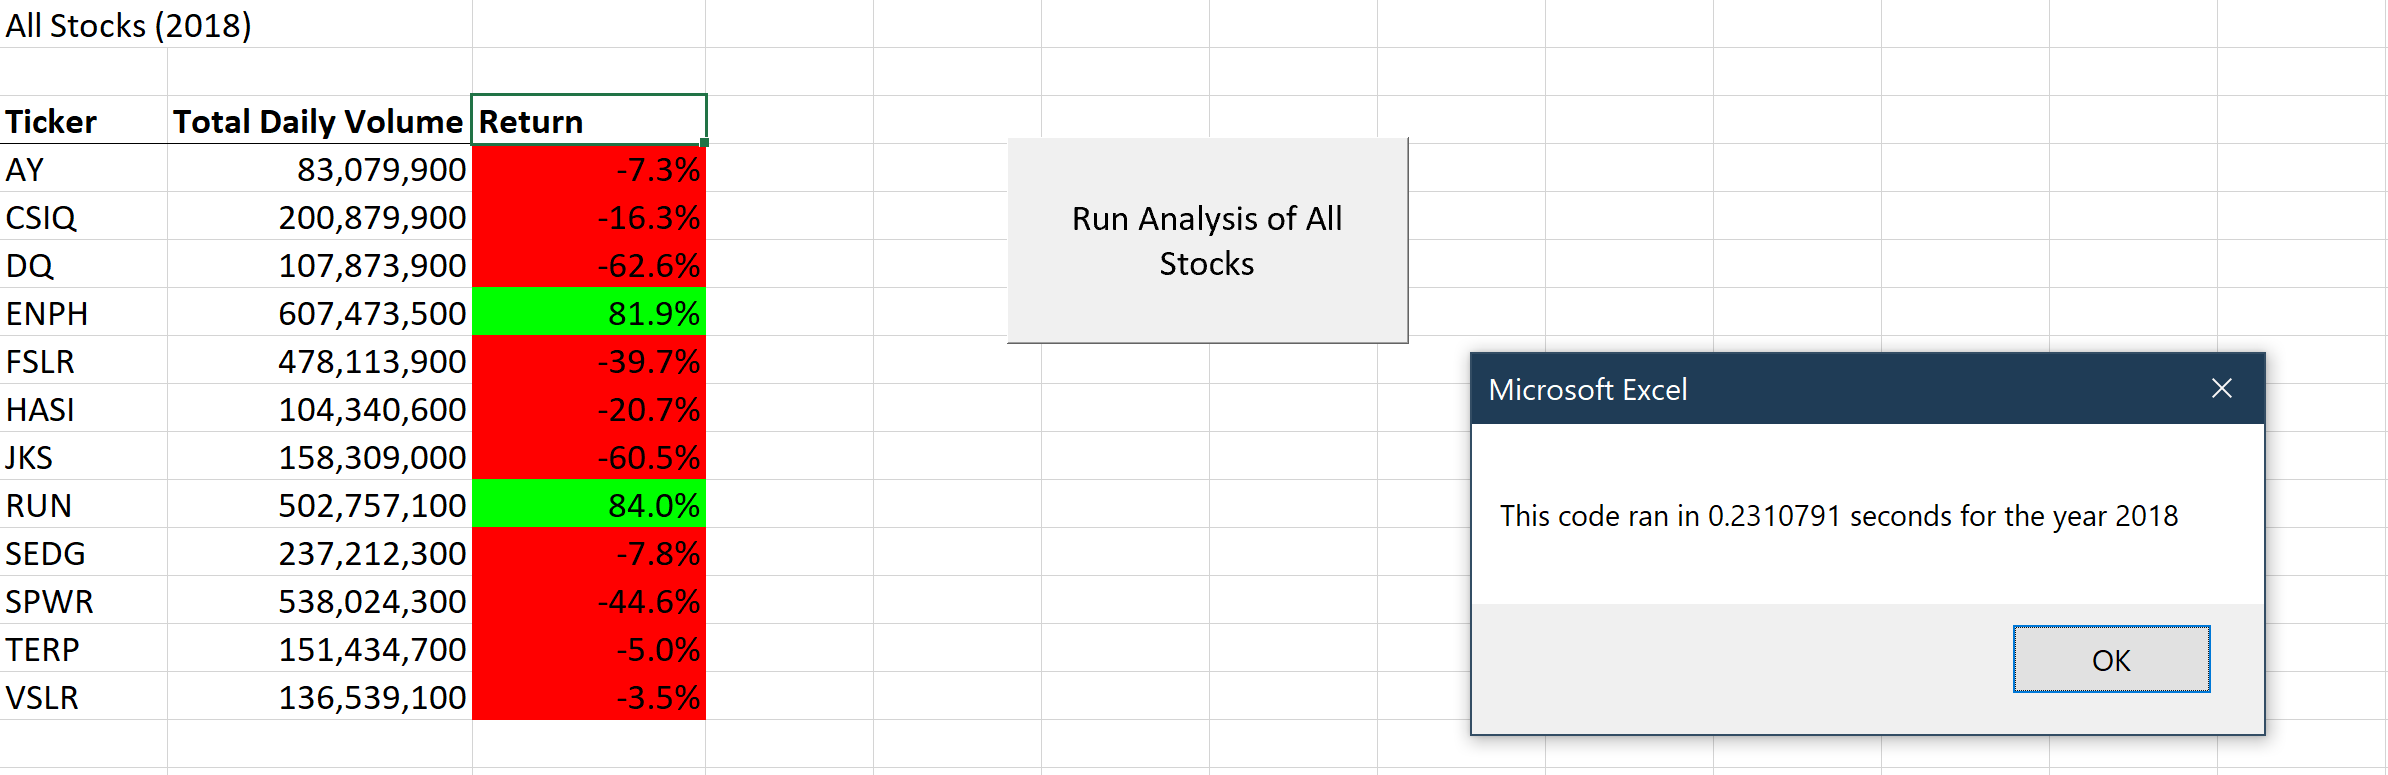 All Stocks (2018)
Ticker Total Daily Volume Return
AY 83,079,900 -7.3%
CSIQ 200,879,900 -16.3%
DQ 107,873,900 -62.6%
ENPH 607,473,500 81.9%
FSLR 478,113,900 -39.7%
HASI 104,340,600 -20.7%
JKS 158,309,000 -60.5%
RUN 502,757,100 84.0%
SEDG 237,212,300 -7.8%
SPWR 538,024,300 -44.6%
TERP 151,434,700 -5.0%
VSLR 136,539,100 -3.5%
Run Analysis of All
Stocks
Microsoft Excel
This code ran in 0.2310791 seconds for the year 2018
OK